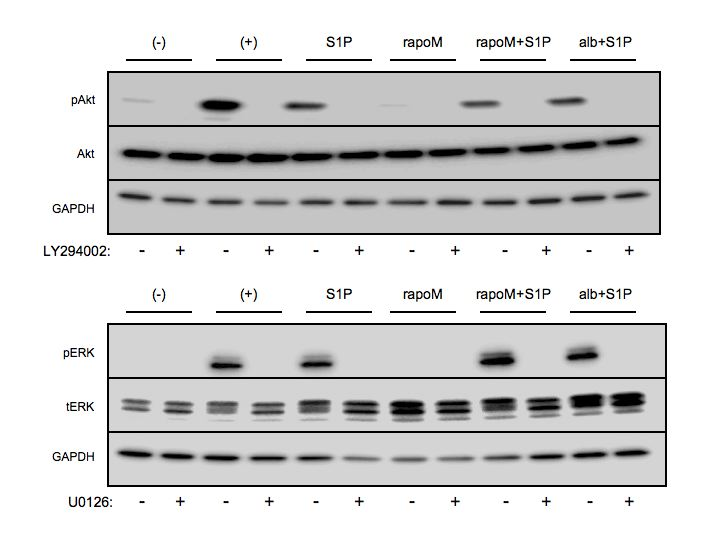 (-) (+) S1P rapoM rapoM+S1P alb+S1P
pAkt
Akt
GAPDH
LY294002: - + - + - + - + - + - +
(-) (+) S1P rapoM rapoM+S1P alb+S1P
pERK
tERK
GAPDH
U0126: - + - + - + - + - + - +